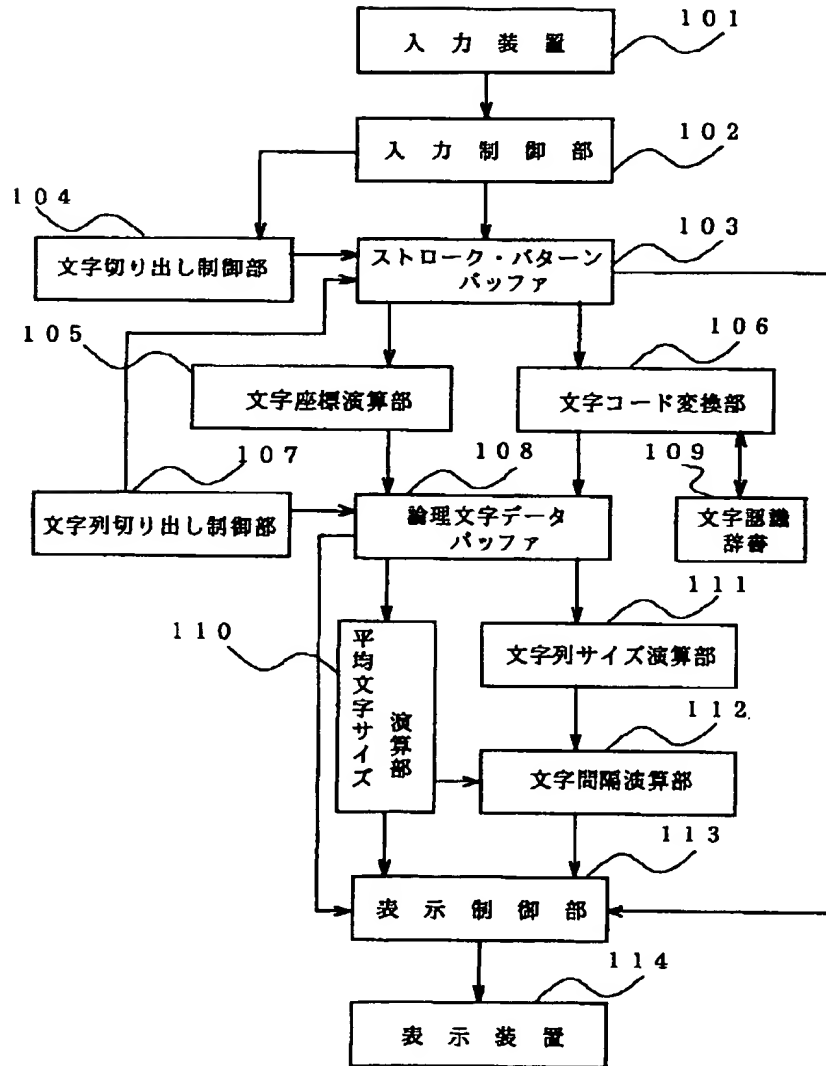 101
入力装置
102
入力制御部
104
文字切り出し制御部
103
ストローク・パターン
バッファ
105
文字座標演算部
106
文字コード変換部
107
文字列切り出し制御部
108
論理文字データ
バッファ
109
文字認識
辞書
110
平均文字サイズ
演算部
111
文字列サイズ演算部
112
文字間隔演算部
113
表示制御部
114
表示装置